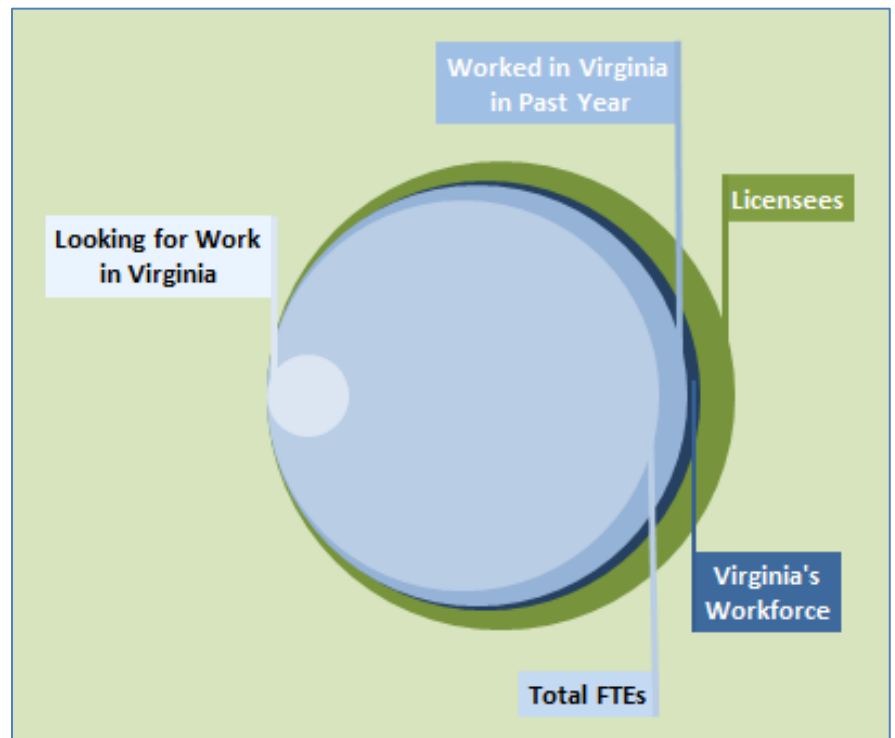 Worked in Virginia
in Past Year
Licensees
Looking for Work
in Virginia
Virginia's
Workforce
Total FTEs